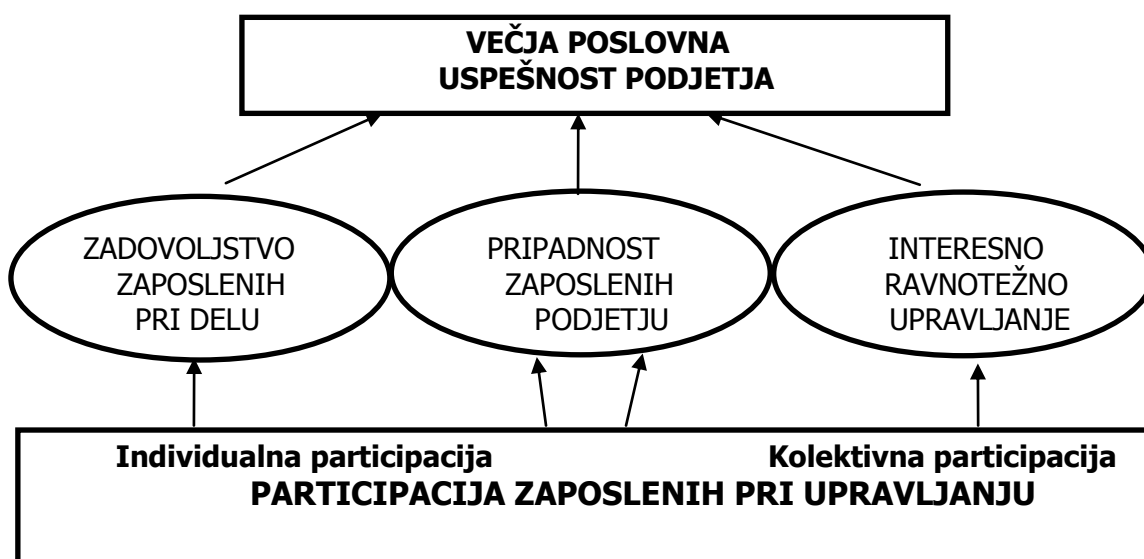 VEČJA POSLOVNA
USPEŠNOST PODJETJA
ZADOVOLJSTVO
ZAPOSLENIH
PRI DELU
PRIPADNOST
ZAPOSLENIH
PODJETJU
INTERESNO
RAVNOTEŽNO
UPRAVLJANJE
Individualna participacija
Kolektivna participacija
PARTICIPACIJA ZAPOSLENIH PRI UPRAVLJANJU